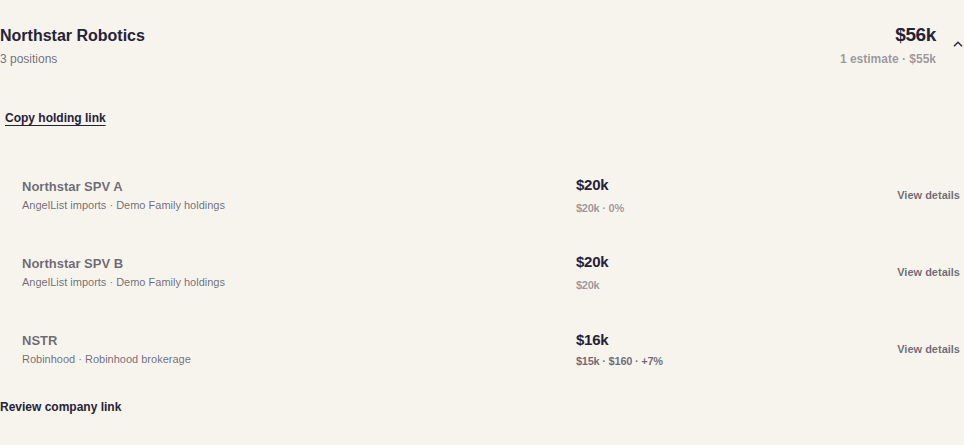 Northstar Robotics
$56k
3 positions
1 estimate · $55k
Copy holding link
Northstar SPV A
$20k
AngelList imports · Demo Family holdings
$20k · 0%
View details
Northstar SPV B
$20k
AngelList imports · Demo Family holdings
$20k
View details
NSTR
$16k
Robinhood · Robinhood brokerage
$15k · $160 · +7%
View details
Review company link